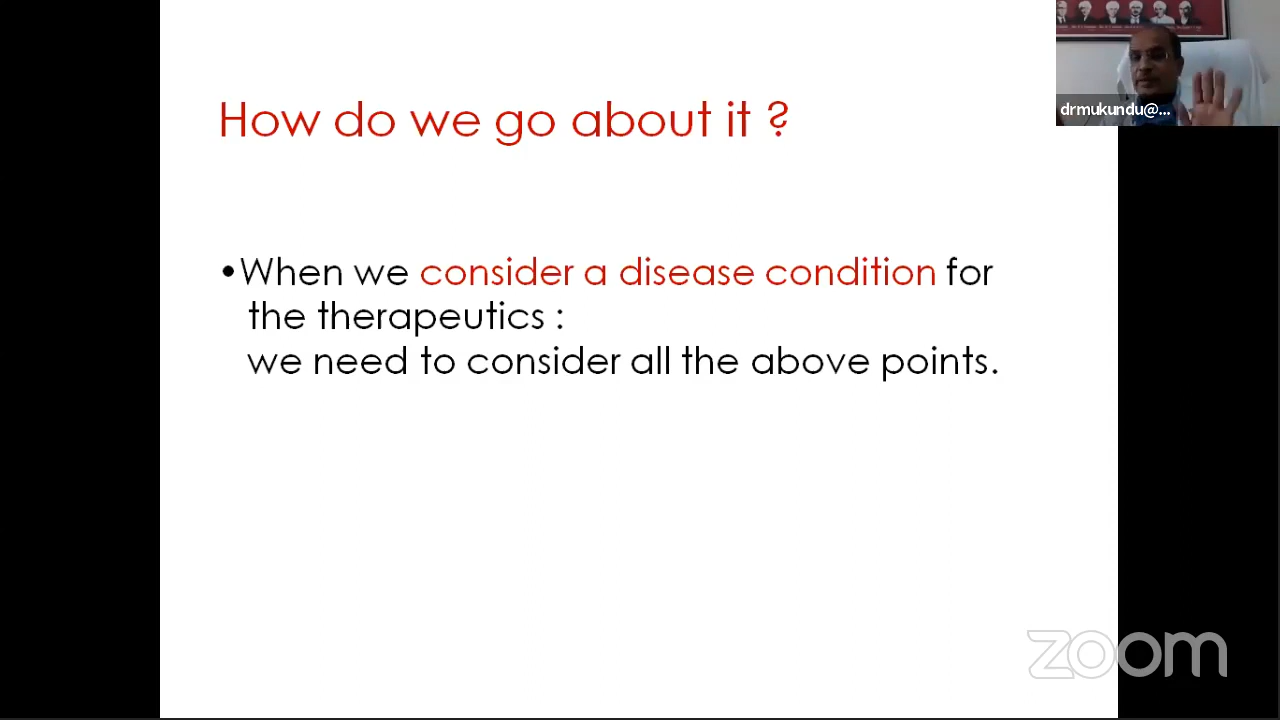 How do we go about it ?
•When we consider a disease condition for
the therapeutics :
we need to consider all the above points.
drmukundu@...
zoom